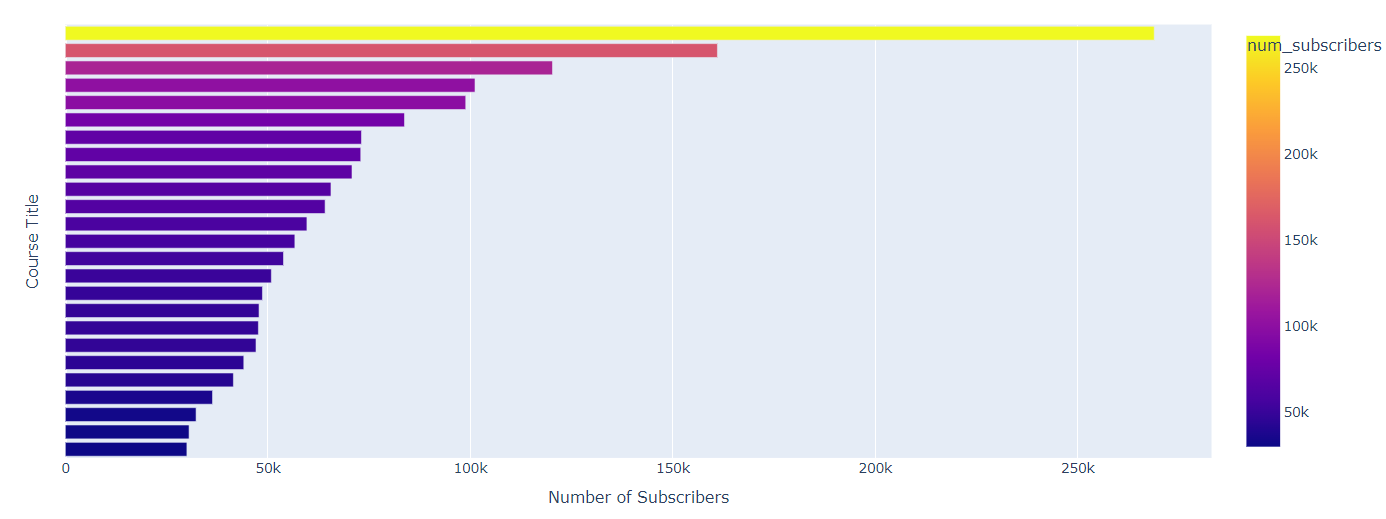 num_subscribers
250k
200k
150k
100k
50k
Course Title
0 50k 100k 150k 200k 250k
Number of Subscribers